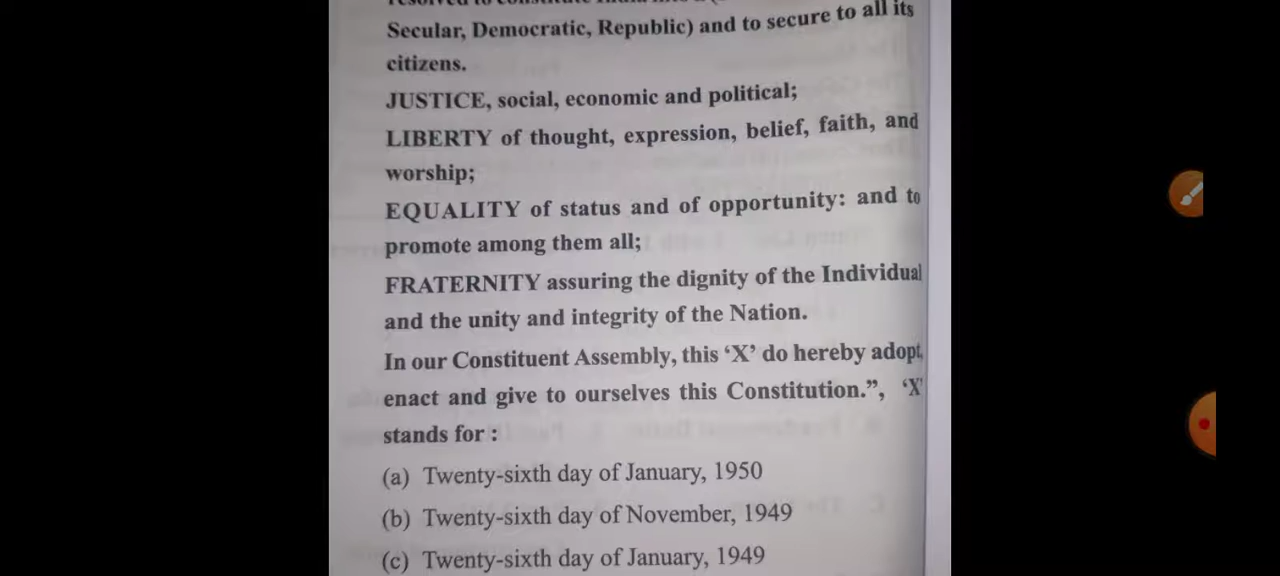 Secular, Democratic, Republic) and to secure to all its
citizens.
JUSTICE, social, economic and political;
LIBERTY of thought, expression, belief, faith, and
worship;
EQUALITY of status and of opportunity: and to
promote among them all;
FRATERNITY assuring the dignity of the Individual
and the unity and integrity of the Nation.
In our Constituent Assembly, this ‘X’ do hereby adopt,
enact and give to ourselves this Constitution.”, ‘X’
stands for :
(a) Twenty-sixth day of January, 1950
(b) Twenty-sixth day of November, 1949
(c) Twenty-sixth day of January, 1949